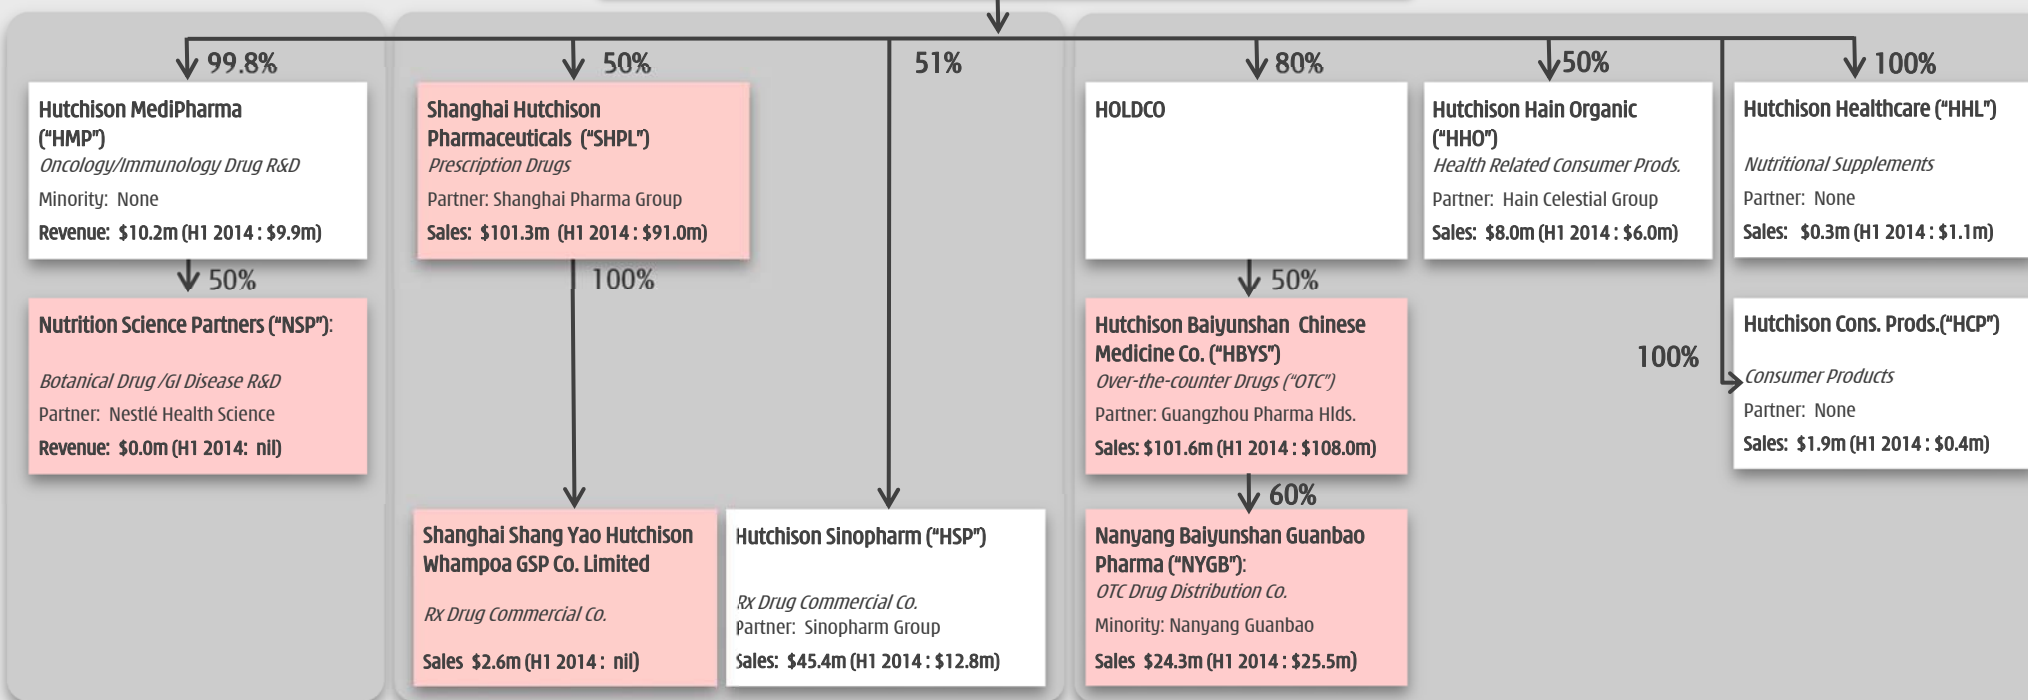 99.8%
Hutchison MediPharma
(“HMP”)
Oncology/Immunology Drug R&D
Minority: None
Revenue: $10.2m (H1 2014 : $9.9m)
50%
Nutrition Science Partners (“NSP”):
Botanical Drug /GI Disease R&D
Partner: Nestlé Health Science
Revenue: $0.0m (H1 2014: nil)
50%
Shanghai Hutchison
Pharmaceuticals (“SHPL”)
Prescription Drugs
Partner: Shanghai Pharma Group
Sales: $101.3m (H1 2014 : $91.0m)
100%
Shanghai Shang Yao Hutchison
Whampoa GSP Co. Limited
Rx Drug Commercial Co.
Sales $2.6m (H1 2014 : nil)
51%
Hutchison Sinopharm (“HSP”)
Rx Drug Commercial Co.
Partner: Sinopharm Group
Sales: $45.4m (H1 2014 : $12.8m)
80%
HOLDCO
50%
Hutchison Baiyunshan Chinese
Medicine Co. (“HBYS”)
Over-the-counter Drugs (“OTC”)
Partner: Guangzhou Pharma Hlds.
Sales: $101.6m (H1 2014 : $108.0m)
60%
Nanyang Baiyunshan Guanbao
Pharma (“NYGB”):
OTC Drug Distribution Co.
Minority: Nanyang Guanbao
Sales $24.3m (H1 2014 : $25.5m)
50%
Hutchison Hain Organic
(“HHO”)
Health Related Consumer Prods.
Partner: Hain Celestial Group
Sales: $8.0m (H1 2014 : $6.0m)
100%
Hutchison Healthcare (“HHL”)
Nutritional Supplements
Partner: None
Sales: $0.3m (H1 2014 : $1.1m)
100%
Hutchison Cons. Prods.(“HCP”)
Consumer Products
Partner: None
Sales: $1.9m (H1 2014 : $0.4m)